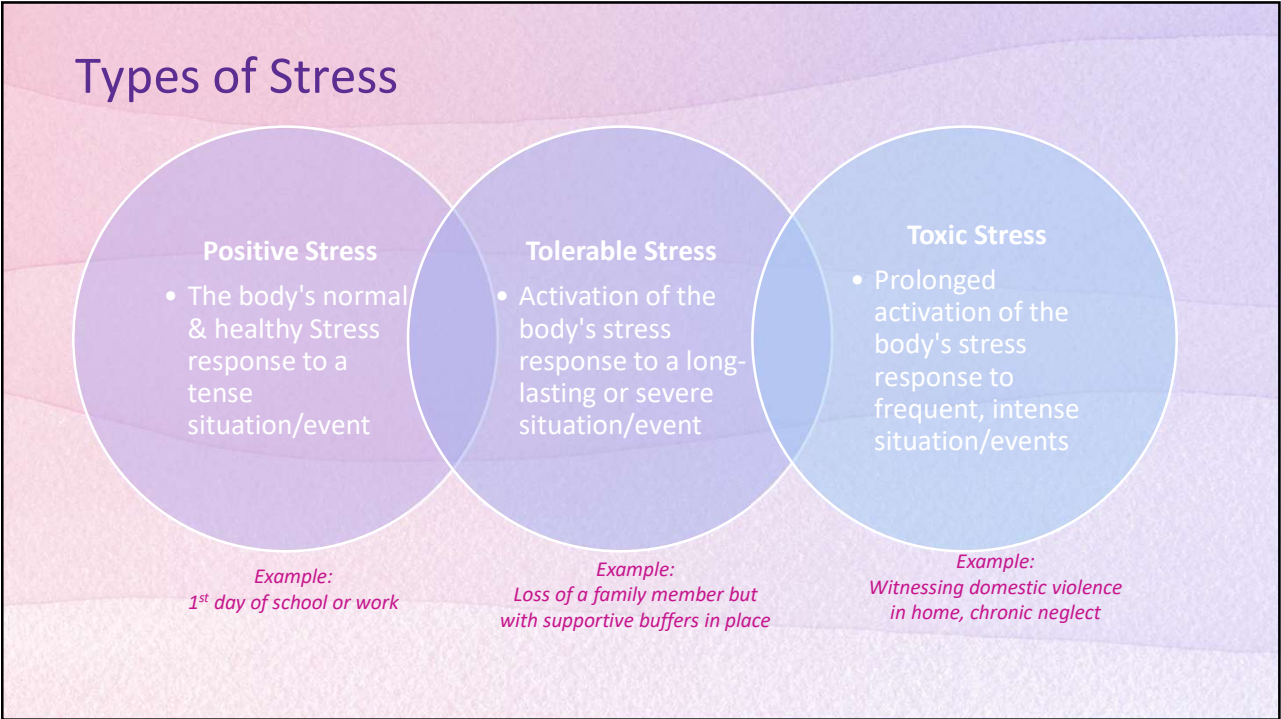 Types of Stress
Positive Stress
• The body's normal
& healthy Stress
response to a
tense
situation/event
Example:
1st day of school or work
Tolerable Stress
• Activation of the
body's stress
response to a long-
lasting or severe
situation/event
Example:
Loss of a family member but
with supportive buffers in place
Toxic Stress
• Prolonged
activation of the
body's stress
response to
frequent, intense
situation/events
Example:
Witnessing domestic violence
in home, chronic neglect